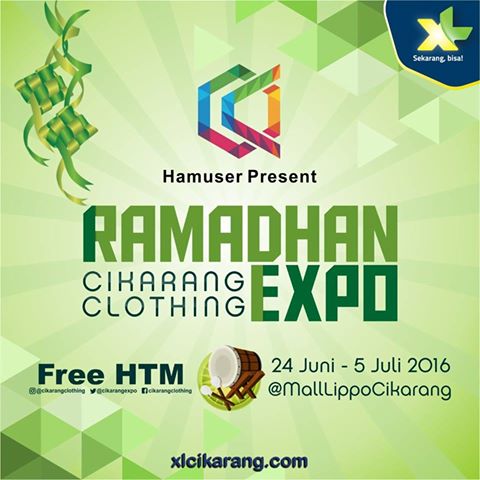 XL
Sekarang, bisa!
Hamuser Present
RAMADHAN
CIKARANG
CLOTHING
EXPO
Free HTM
@cikarangclothing @cikarangexpo cikarangclothing
24 Juni - 5 Juli 2016
@MallLippoCikarang
xlcikarang.com